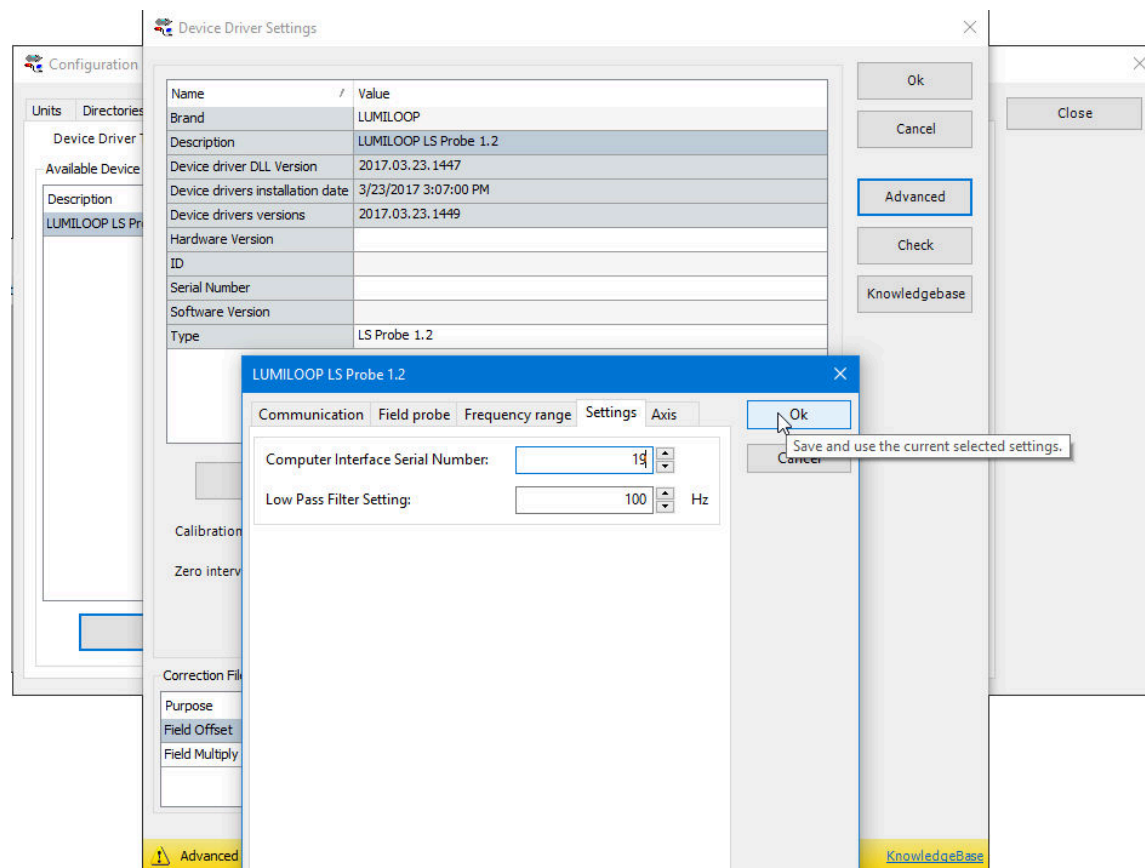 Device Driver Settings
Configuration
Units Directories
Device Driver
Available Device
Description
LUMILOOP LS Pr
Close
Name / Value
Brand LUMILOOP
Description LUMILOOP LS Probe 1.2
Device driver DLL Version 2017.03.23.1447
Device drivers installation date 3/23/2017 3:07:00 PM
Device drivers versions 2017.03.23.1449
Hardware Version
ID
Serial Number
Software Version
Type LS Probe 1.2
Ok
Cancel
Advanced
Check
Knowledgebase
Calibration
Zero interv
Correction File
Purpose
Field Offset
Field Multiply
Advanced
KnowledgeBase
LUMILOOP LS Probe 1.2
Communication Field probe Frequency range Settings Axis
Computer Interface Serial Number: 19
Low Pass Filter Setting: 100 Hz
Ok
Save and use the current selected settings.
Cancel